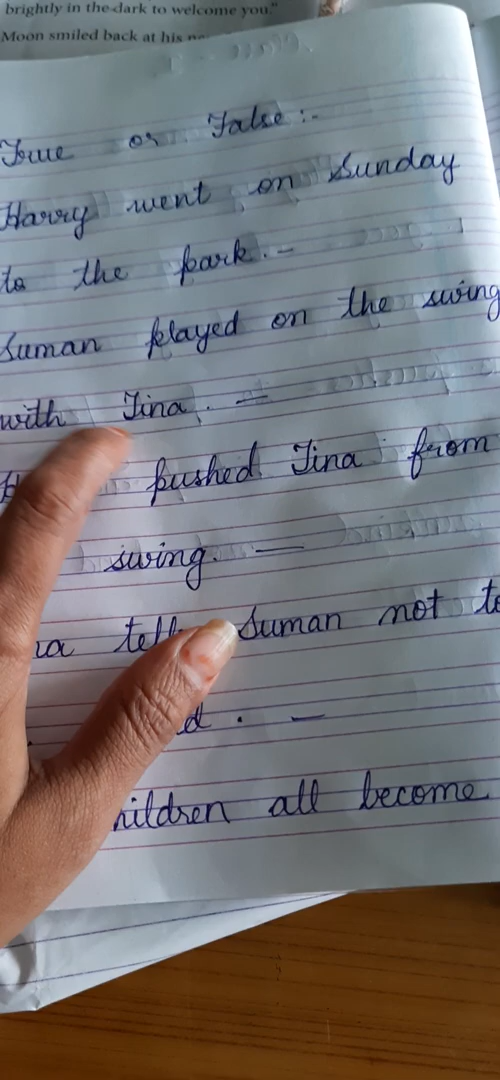 brightly in the dark to welcome you."
Moon smiled back at his
True or False :-
Harry went on Sunday
to the park. -
Suman played on the swing
with Tina. -
pushed Tina from
swing. -
tell Suman not to
. -
children all become